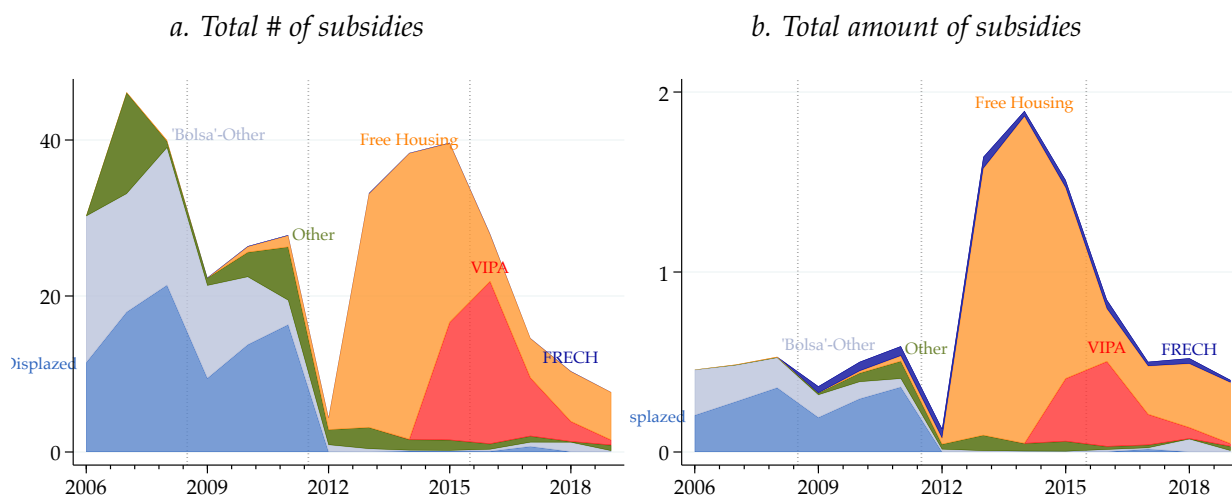 a. Total # of subsidies
40
20
0
'Bolsa'-Other
Free Housing
Other
VIPA
Displazed
FRECH
2006 2009 2012 2015 2018
b. Total amount of subsidies
2
1
0
Free Housing
'Bolsa'-Other
Other
VIPA
FRECH
splazed
2006 2009 2012 2015 2018